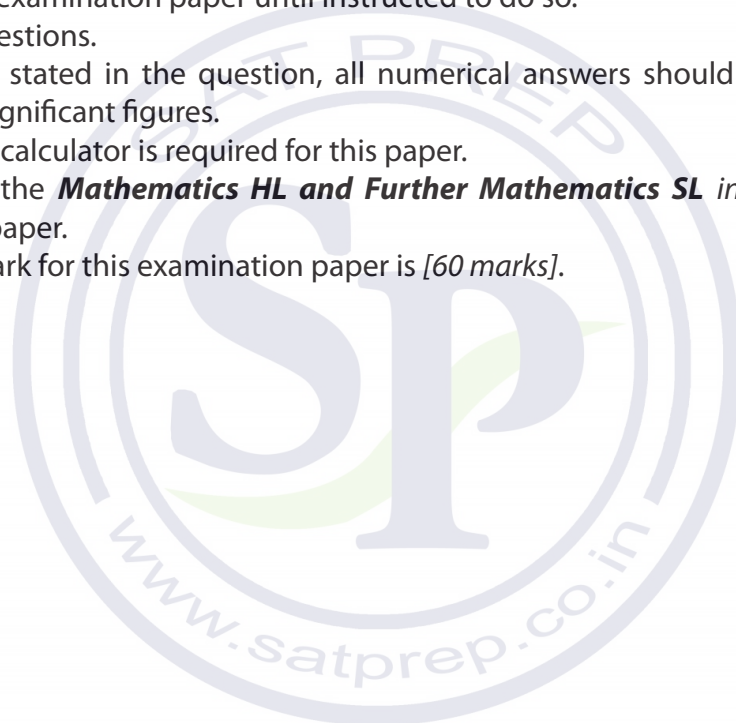 examination paper until instructed to do so.
estions.
stated in the question, all numerical answers should
gnificant figures.
calculator is required for this paper.
the Mathematics HL and Further Mathematics SL in
paper.
ark for this examination paper is [60 marks].
SAT PREP
SP
www.satprep.co.in